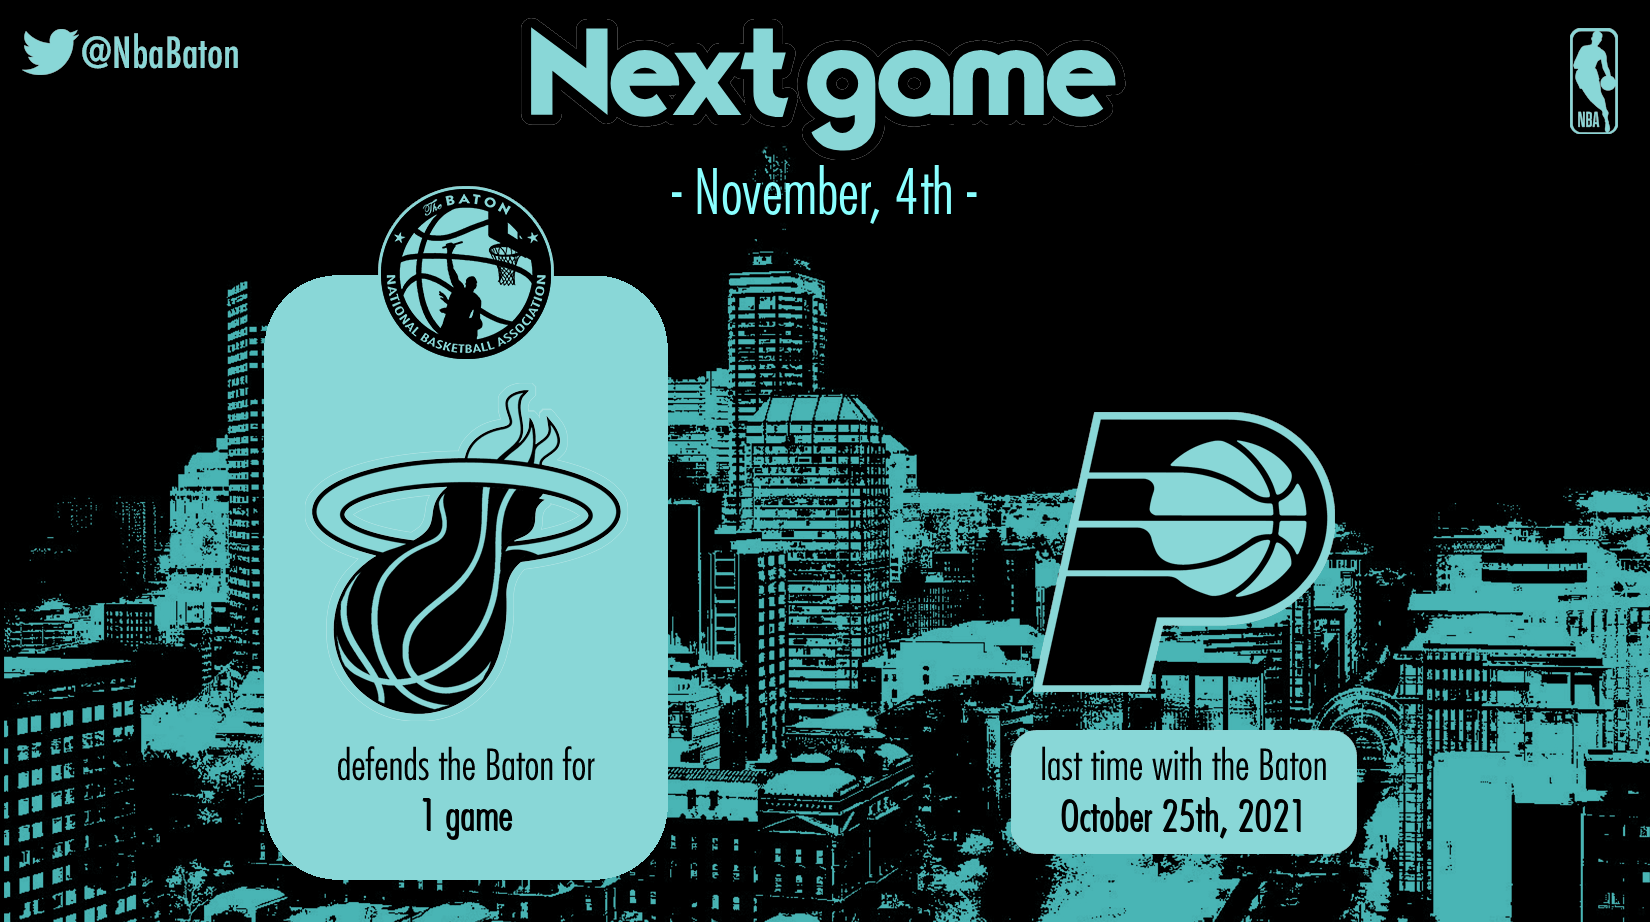 @NbaBaton
Next game
NBA
- November, 4th -
The BATON
NATIONAL BASKETBALL ASSOCIATION
defends the Baton for
1 game
last time with the Baton
October 25th, 2021